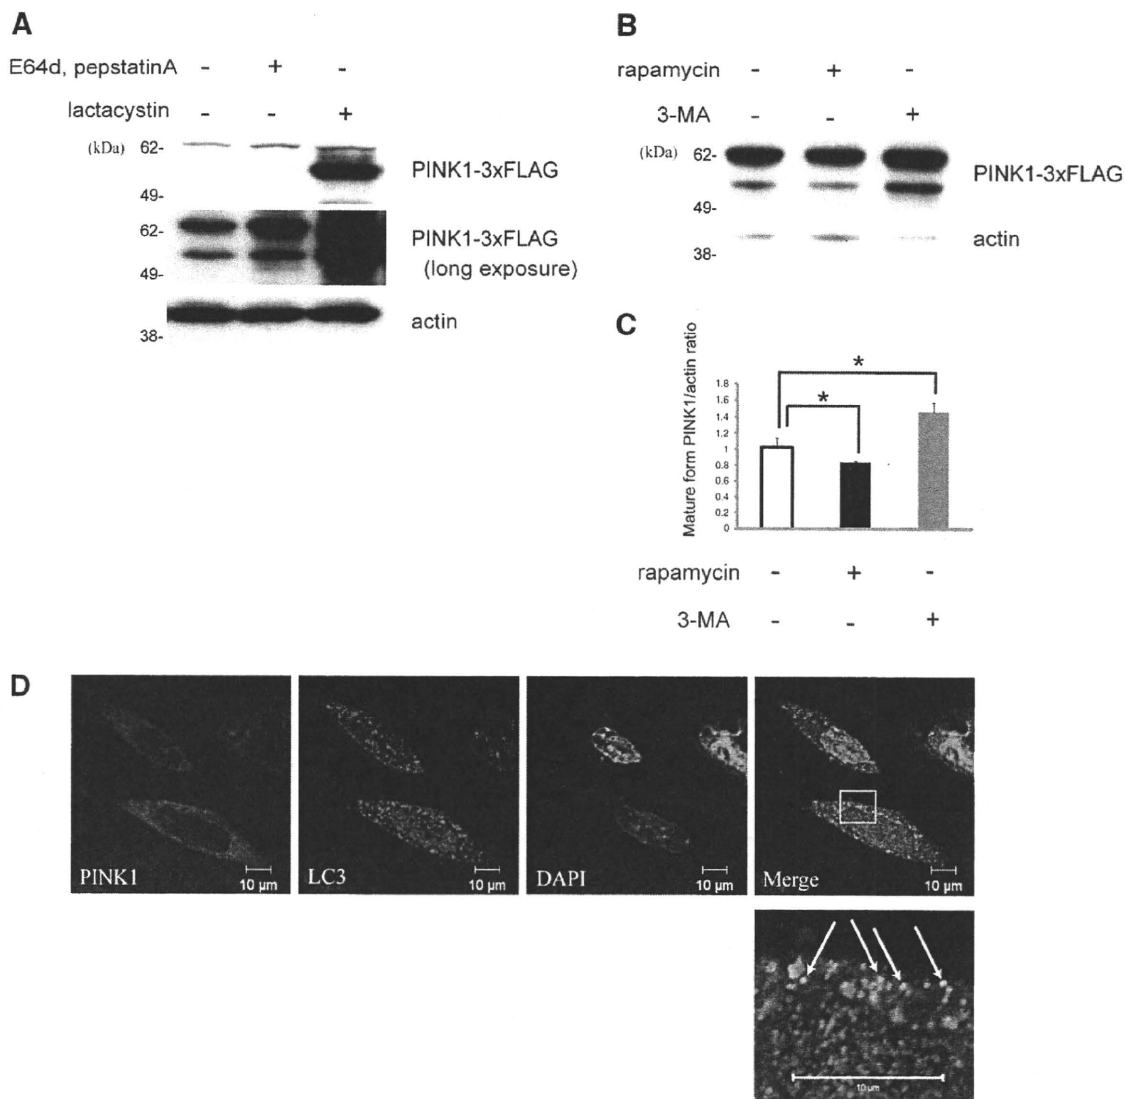 A
E64d, pepstatinA - + -
lactacystin - - +
(kDa) 62-
PINK1-3xFLAG
49-
62-
PINK1-3xFLAG
(long exposure)
49-
actin
38-
B
rapamycin - + -
3-MA - - +
(kDa) 62-
PINK1-3xFLAG
49-
actin
38-
C
Mature form PINK1/actin ratio
1.8
1.6
1.4
1.2
1
0.8
0.6
0.4
0.2
0
*
*
rapamycin - + -
3-MA - - +
D
PINK1 10 µm
LC3 10 µm
DAPI 10 µm
Merge 10 µm
10 µm